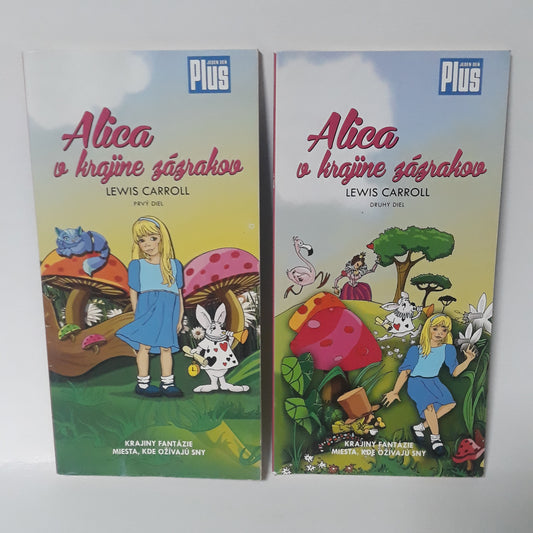 JEDEN DEŇ
Plus
Alica
v krajine zázrakov
LEWIS CARROLL
PRVÝ DIEL
KRAJINY FANTÁZIE
MIESTA, KDE OŽÍVAJÚ SNY
JEDEN DEŇ
Plus
Alica
v krajine zázrakov
LEWIS CARROLL
DRUHÝ DIEL
KRAJINY FANTÁZIE
MIESTA, KDE OŽÍVAJÚ SNY